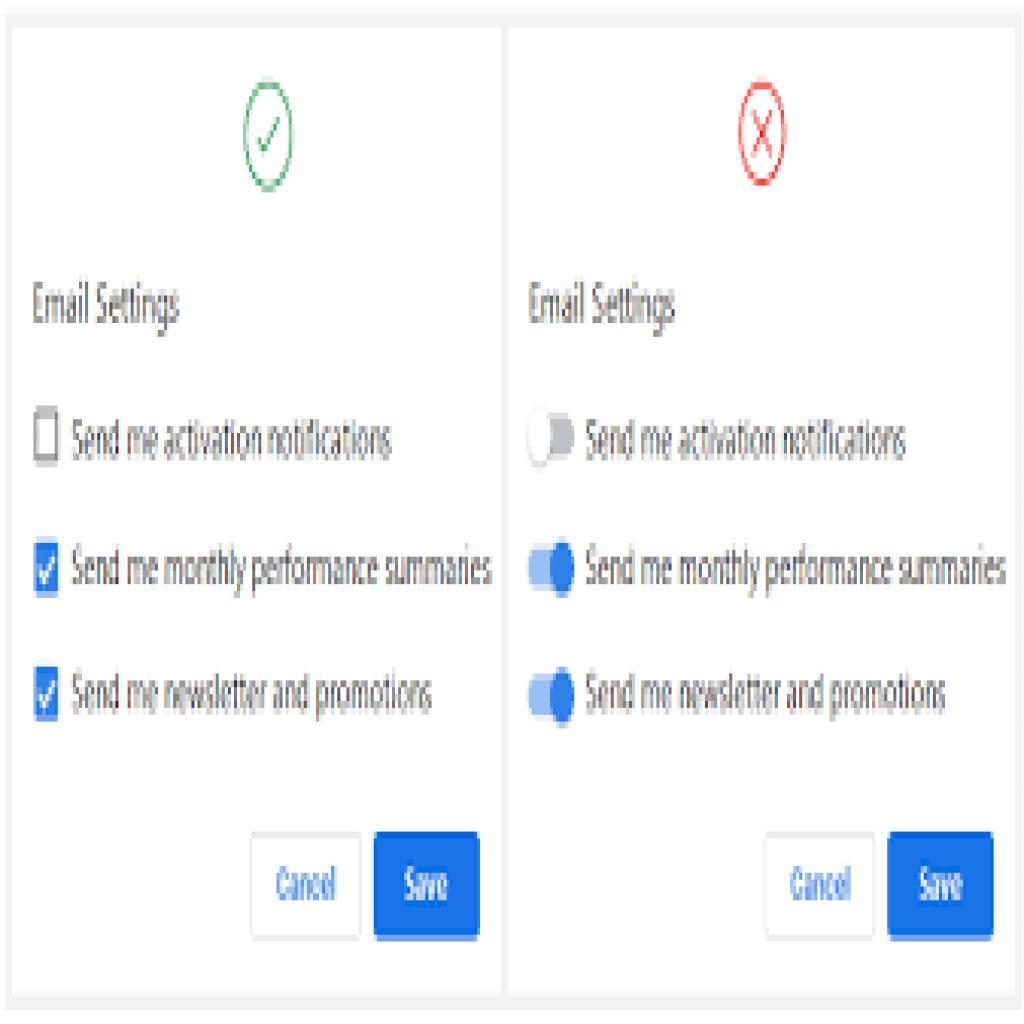 Email Settings
Send me activation notifications
Send me monthly performance summaries
Send me newsletter and promotions
Cancel
Save
Email Settings
Send me activation notifications
Send me monthly performance summaries
Send me newsletter and promotions
Cancel
Save